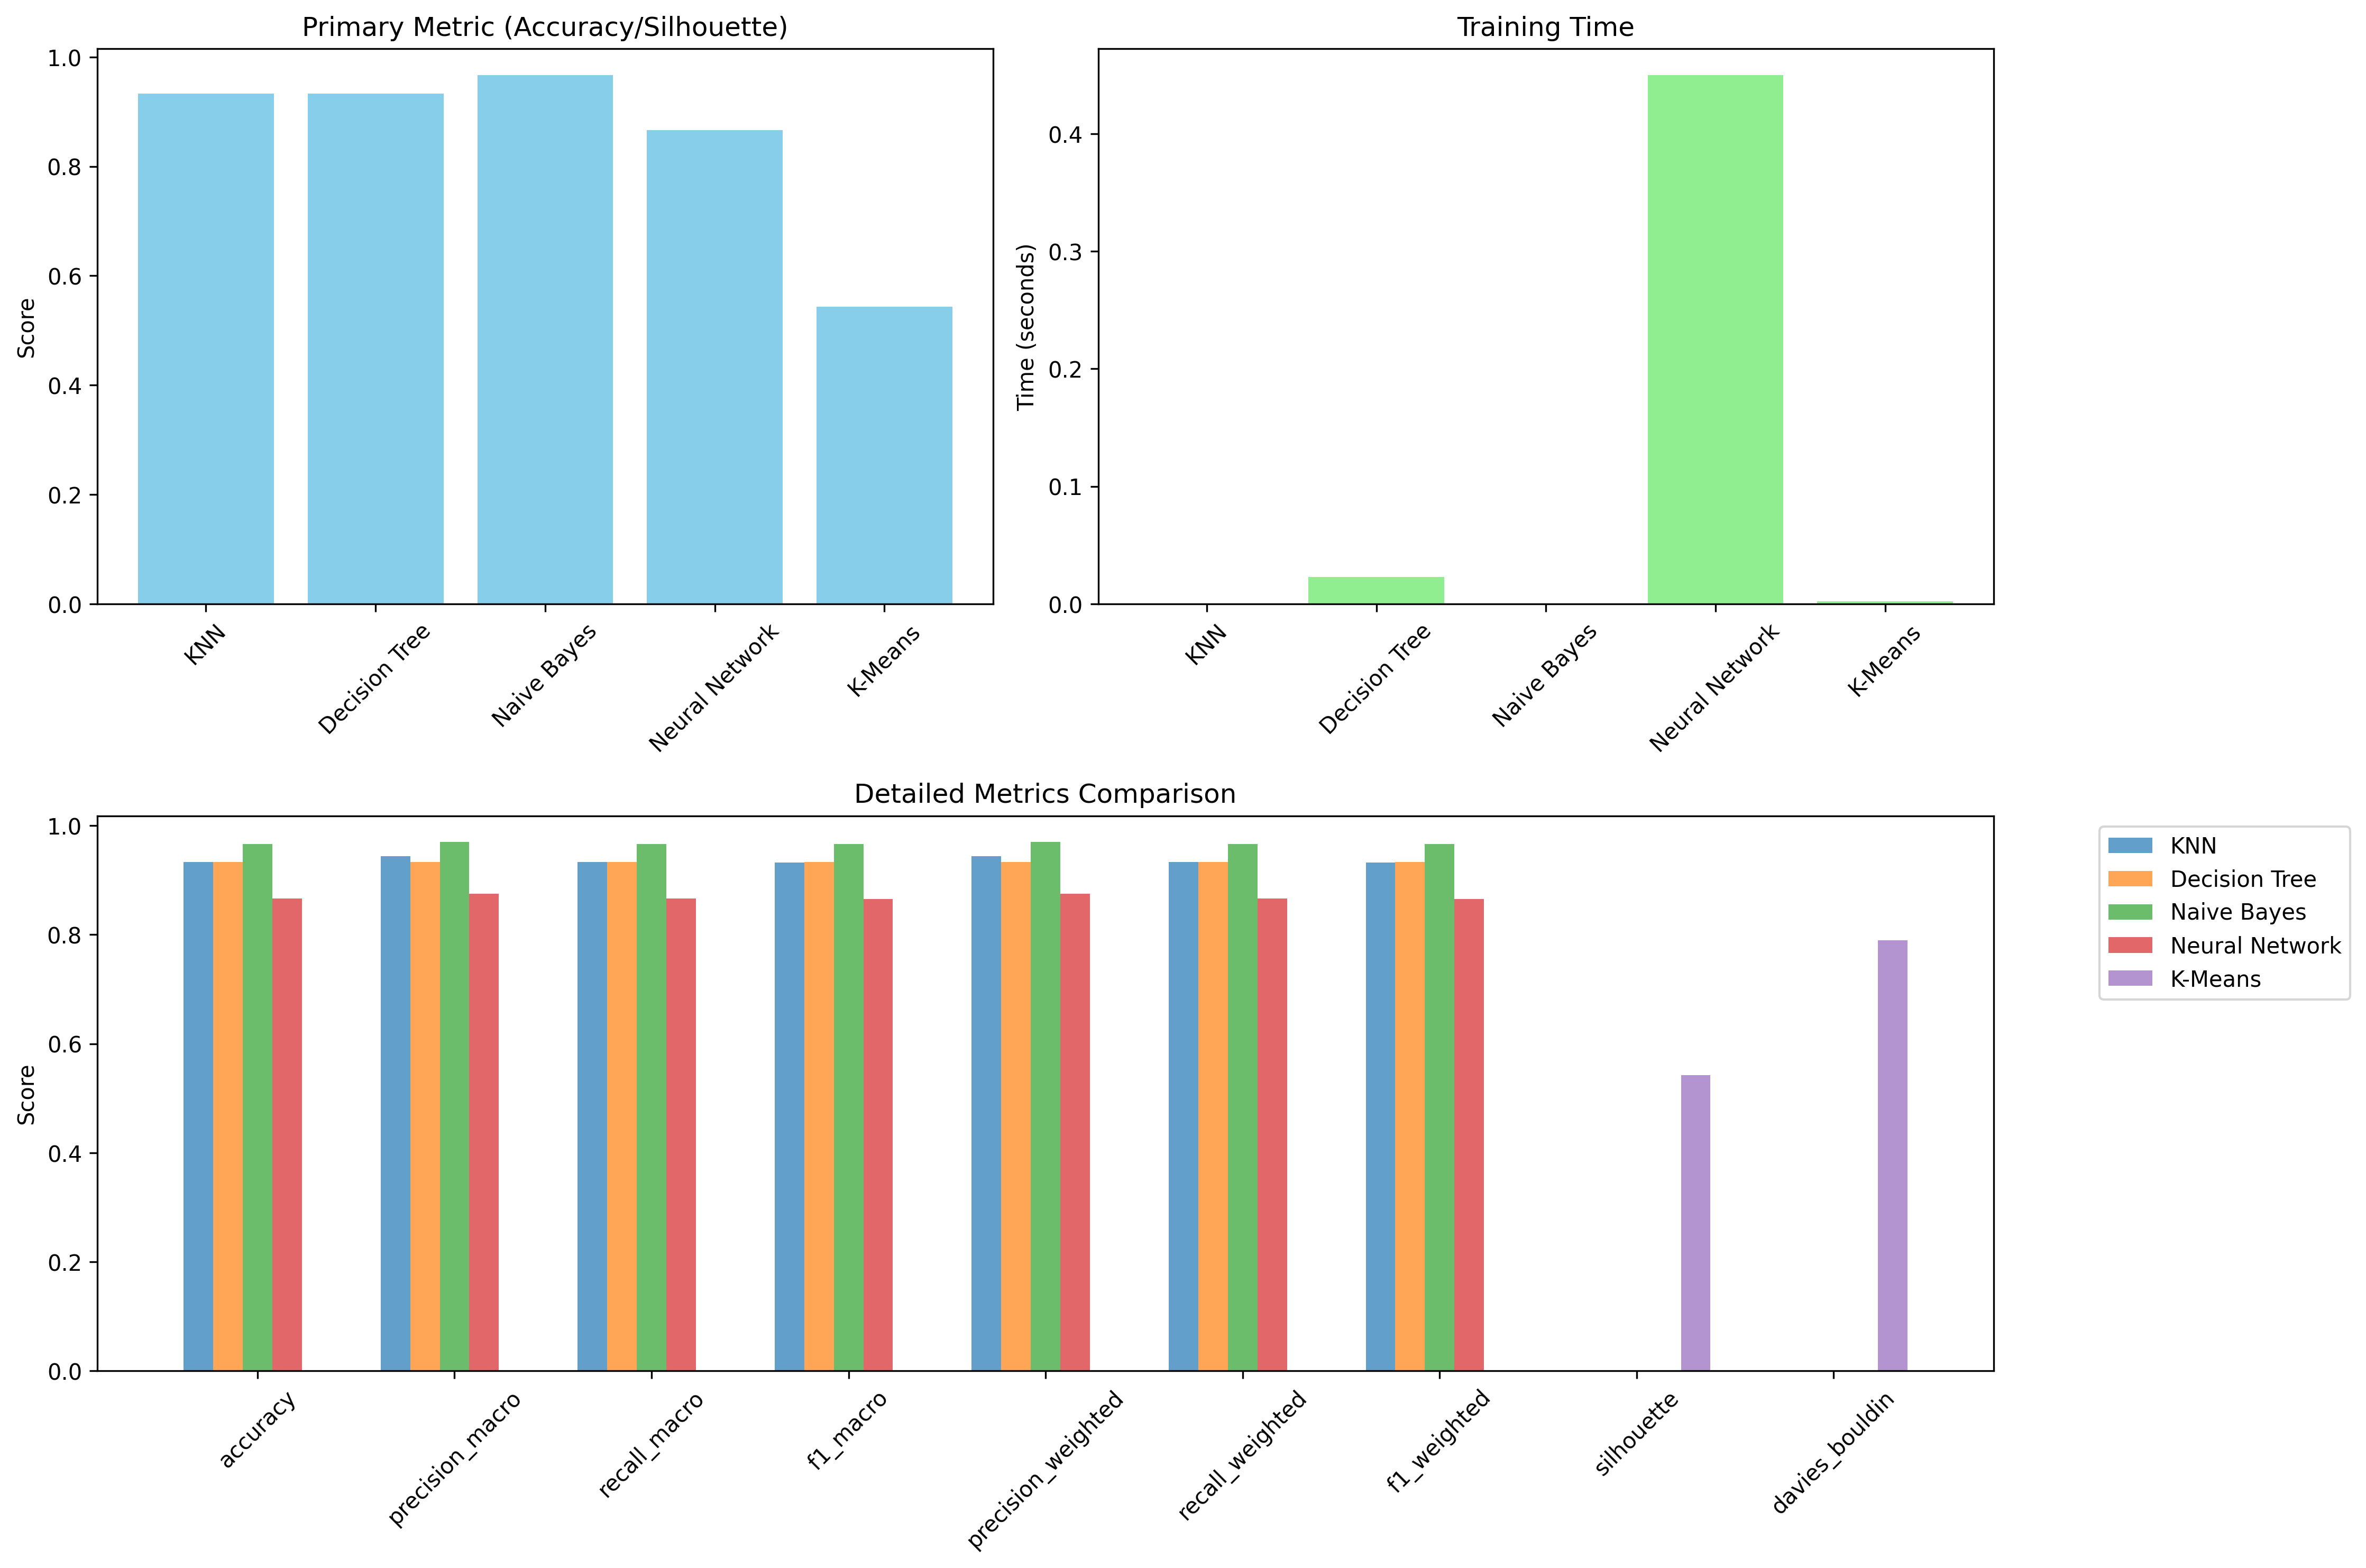 Primary Metric (Accuracy/Silhouette)
Score
1.0
0.8
0.6
0.4
0.2
0.0
KNN
Decision Tree
Naive Bayes
Neural Network
K-Means
Training Time
Time (seconds)
0.4
0.3
0.2
0.1
0.0
KNN
Decision Tree
Naive Bayes
Neural Network
K-Means
Detailed Metrics Comparison
Score
1.0
0.8
0.6
0.4
0.2
0.0
accuracy
precision_macro
recall_macro
f1_macro
precision_weighted
recall_weighted
f1_weighted
silhouette
davies_bouldin
KNN
Decision Tree
Naive Bayes
Neural Network
K-Means